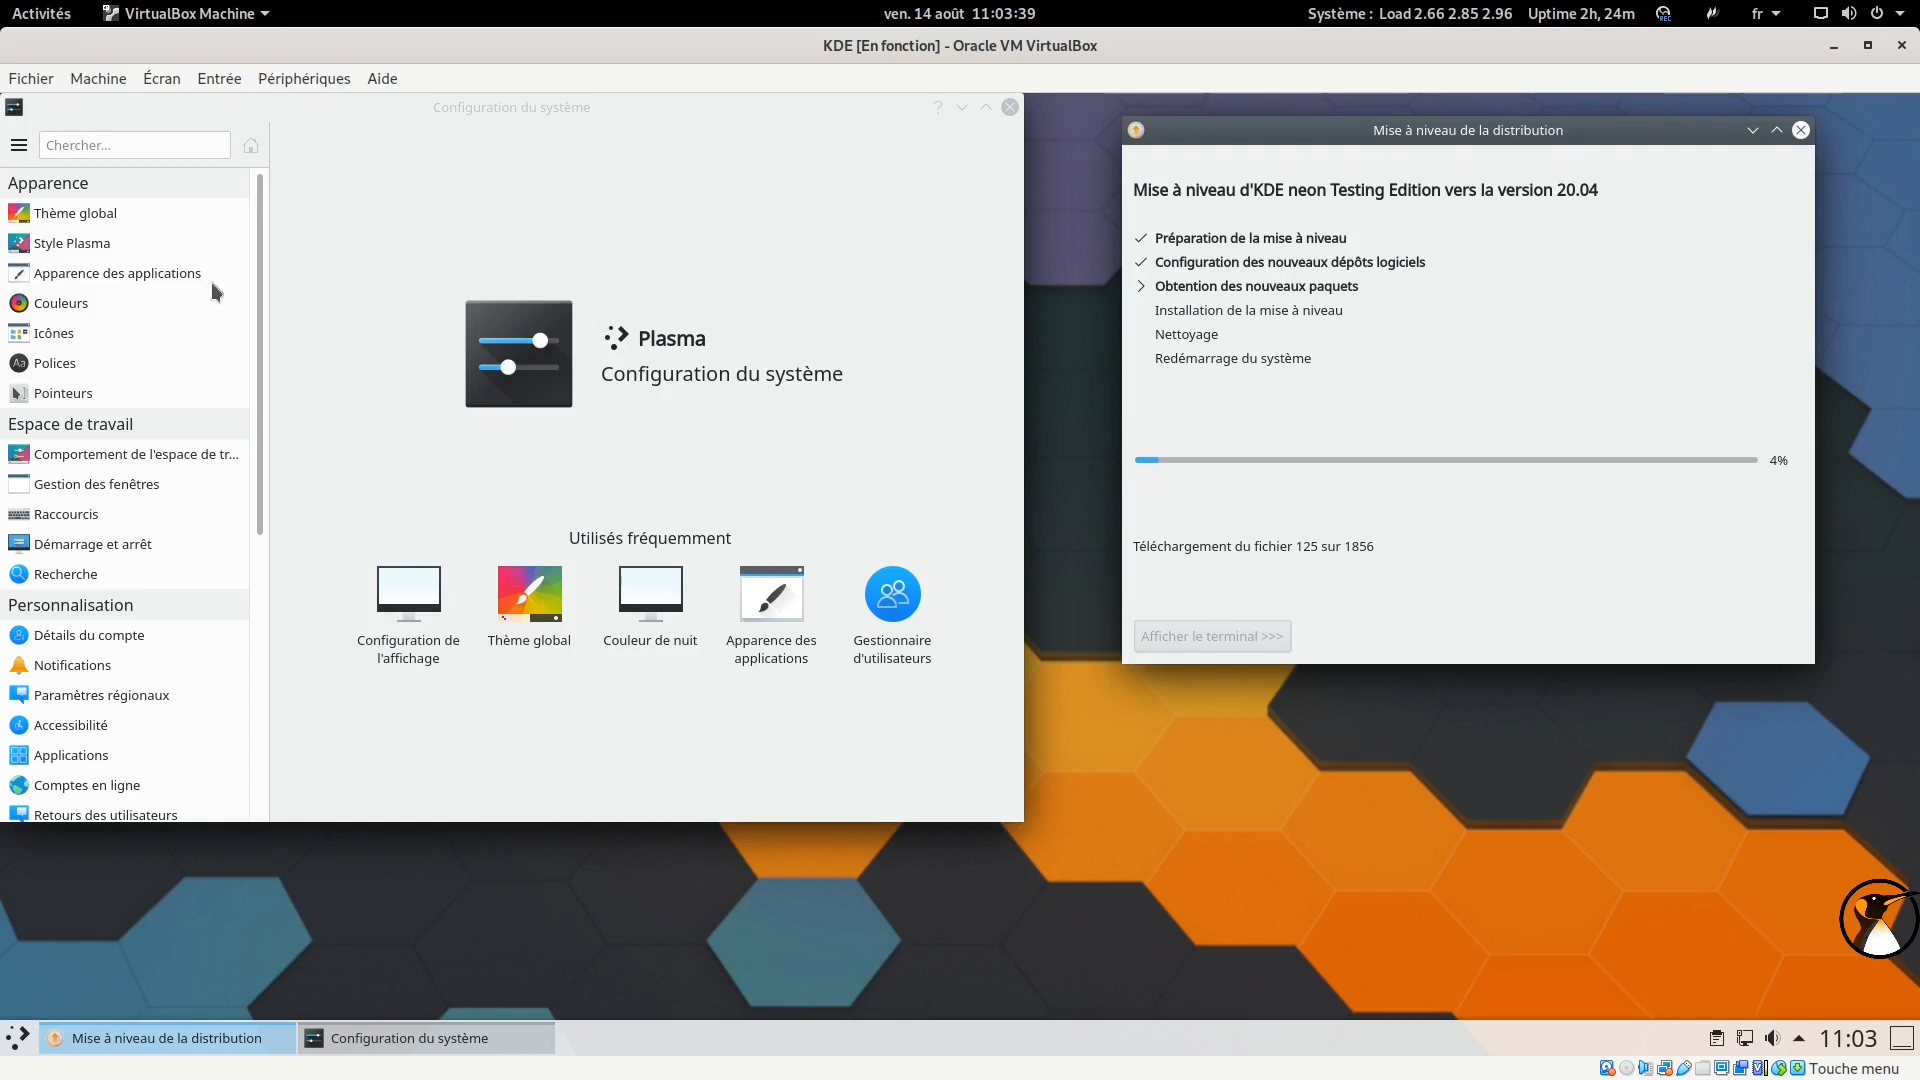 Activités
VirtualBox Machine
ven. 14 août 11:03:39
Système : Load 2.66 2.85 2.96 Uptime 2h, 24m
REC
fr
KDE [En fonction] - Oracle VM VirtualBox
Fichier Machine Écran Entrée Périphériques Aide
Configuration du système
?
Chercher...
Apparence
Thème global
Style Plasma
Apparence des applications
Couleurs
Icônes
Aa Polices
Pointeurs
Espace de travail
Comportement de l'espace de tr...
Gestion des fenêtres
Raccourcis
Démarrage et arrêt
Recherche
Personnalisation
Détails du compte
Notifications
Paramètres régionaux
Accessibilité
Applications
Comptes en ligne
Retours des utilisateurs
Plasma
Configuration du système
Utilisés fréquemment
Configuration de
l'affichage
Thème global
Couleur de nuit
Apparence des
applications
Gestionnaire
d'utilisateurs
Mise à niveau de la distribution
Mise à niveau d'KDE neon Testing Edition vers la version 20.04
Préparation de la mise à niveau
Configuration des nouveaux dépôts logiciels
Obtention des nouveaux paquets
Installation de la mise à niveau
Nettoyage
Redémarrage du système
4%
Téléchargement du fichier 125 sur 1856
Afficher le terminal >>>
Mise à niveau de la distribution
Configuration du système
11:03
Touche menu